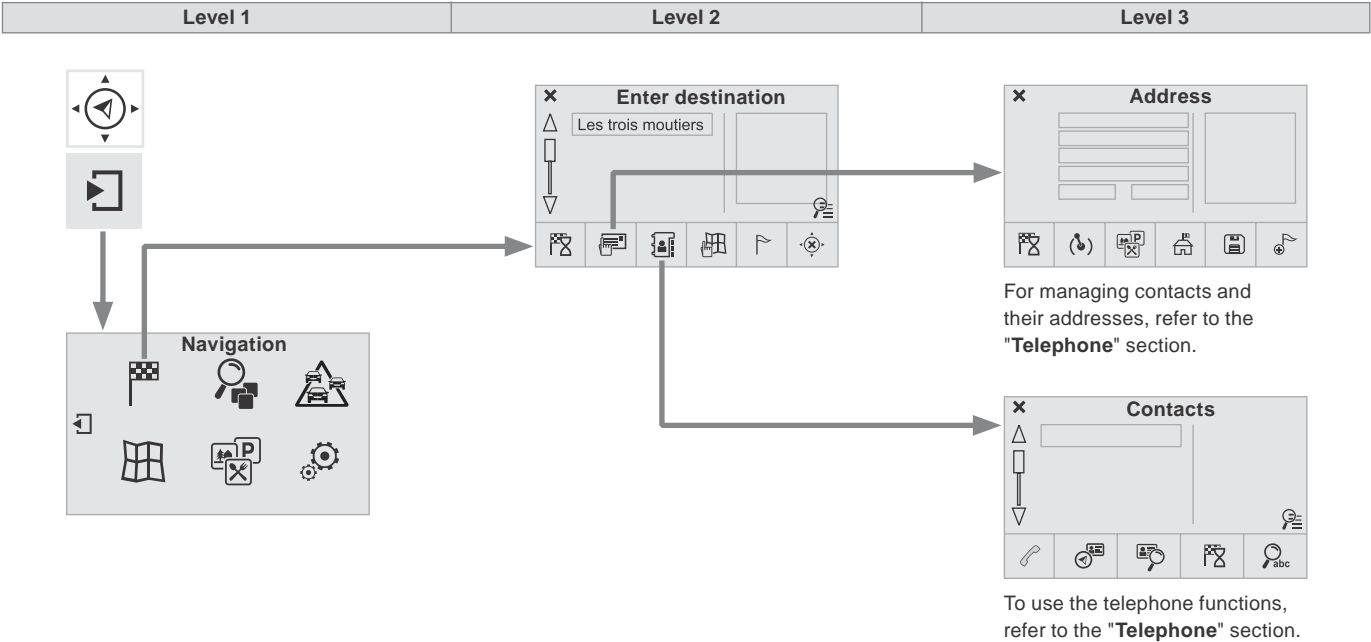 Level 1
Level 2
Level 3
Enter destination
Les trois moutiers
Address
P
For managing contacts and
their addresses, refer to the
"Telephone" section.
Navigation
P
Contacts
abc
To use the telephone functions,
refer to the "Telephone" section.